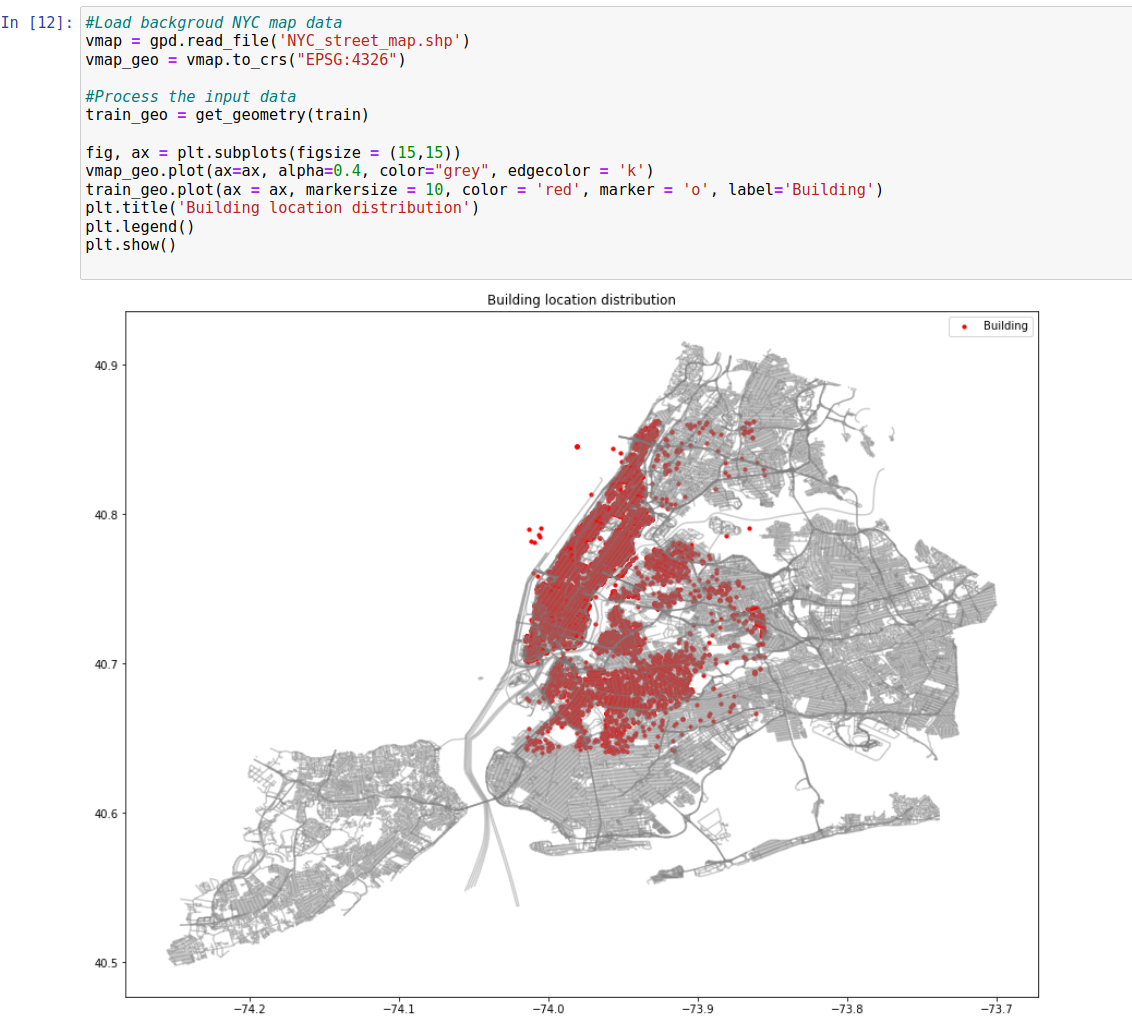 In [12]:
#Load backgroud NYC map data
vmap = gpd.read_file('NYC_street_map.shp')
vmap_geo = vmap.to_crs("EPSG:4326")
#Process the input data
train_geo = get_geometry(train)
fig, ax = plt.subplots(figsize = (15,15))
vmap_geo.plot(ax=ax, alpha=0.4, color="grey", edgecolor = 'k')
train_geo.plot(ax = ax, markersize = 10, color = 'red', marker = 'o', label='Building')
plt.title('Building location distribution')
plt.legend()
plt.show()
Building location distribution
Building
40.9
40.8
40.7
40.6
40.5
−74.2
−74.1
−74.0
−73.9
−73.8
−73.7